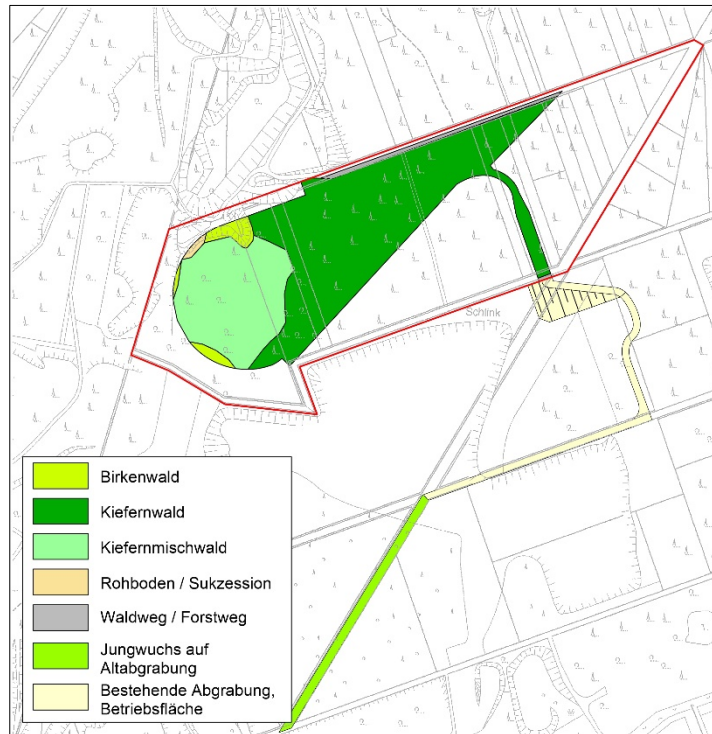 Schlink
Birkenwald
Kiefernwald
Kiefernmischwald
Rohboden / Sukzession
Waldweg / Forstweg
Jungwuchs auf
Altabgrabung
Bestehende Abgrabung,
Betriebsfläche